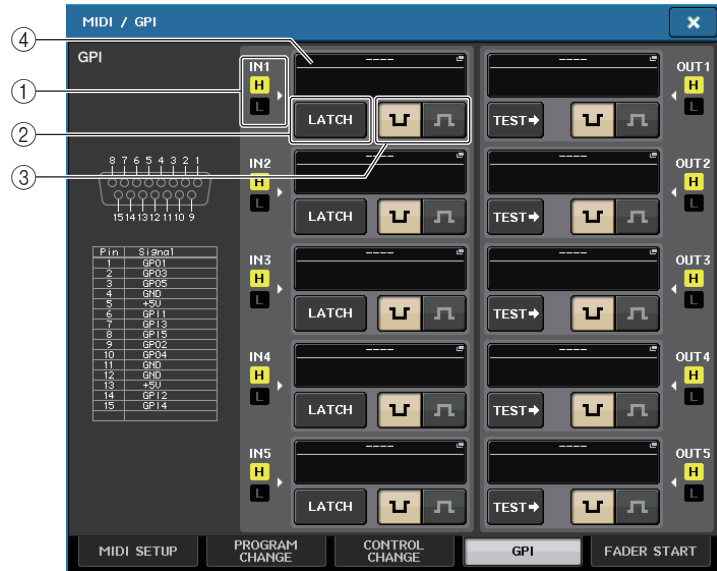 MIDI / GPI
×
GPI
④
①
②
③
IN1
H
L
----
LATCH
----
OUT1
H
L
TEST→
IN2
H
L
----
LATCH
----
OUT2
H
L
TEST→
IN3
H
L
----
LATCH
----
OUT3
H
L
TEST→
IN4
H
L
----
LATCH
----
OUT4
H
L
TEST→
IN5
H
L
----
LATCH
----
OUT5
H
L
TEST→
8 7 6 5 4 3 2 1
15 14 13 12 11 10 9
Pin Signal
1 GPO1
2 GPO3
3 GPO5
4 GND
5 +5V
6 GPI1
7 GPI3
8 GPI5
9 GPO2
10 GPO4
11 GND
12 GND
13 +5V
14 GPI2
15 GPI4
MIDI SETUP
PROGRAM
CHANGE
CONTROL
CHANGE
GPI
FADER START